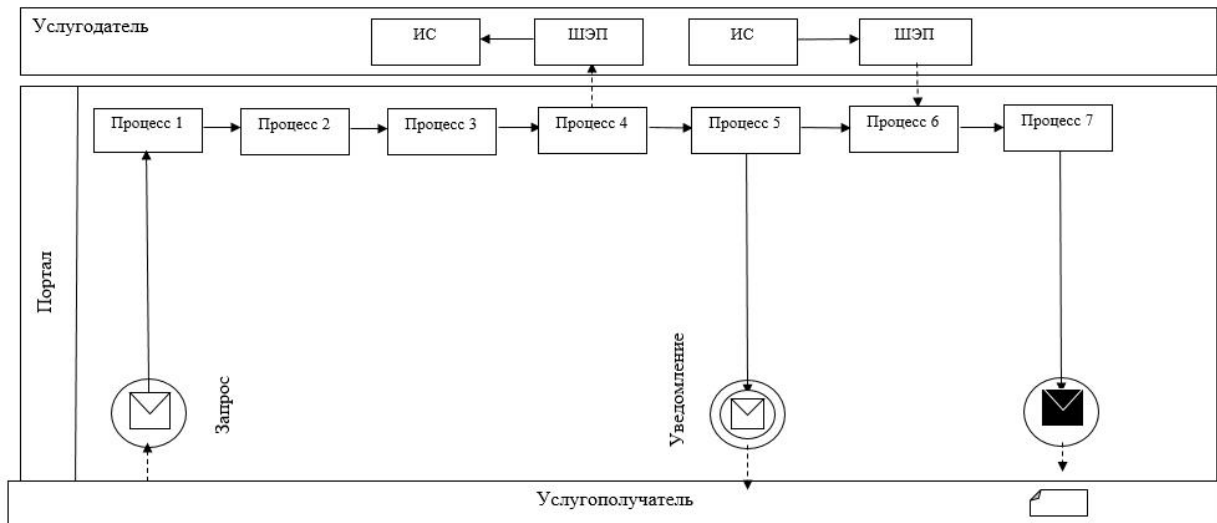 Услугодатель
ИС
ШЭП
ИС
ШЭП
Портал
Процесс 1
Процесс 2
Процесс 3
Процесс 4
Процесс 5
Процесс 6
Процесс 7
Запрос
Уведомление
Услугополучатель